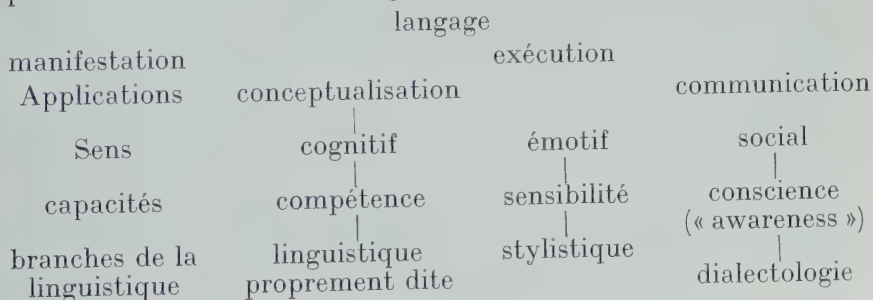 langage
manifestation exécution
Applications conceptualisation communication
Sens cognitif émotif social
capacités compétence sensibilité conscience
(« awareness »)
branches de la linguistique stylistique
linguistique proprement dite dialectologie